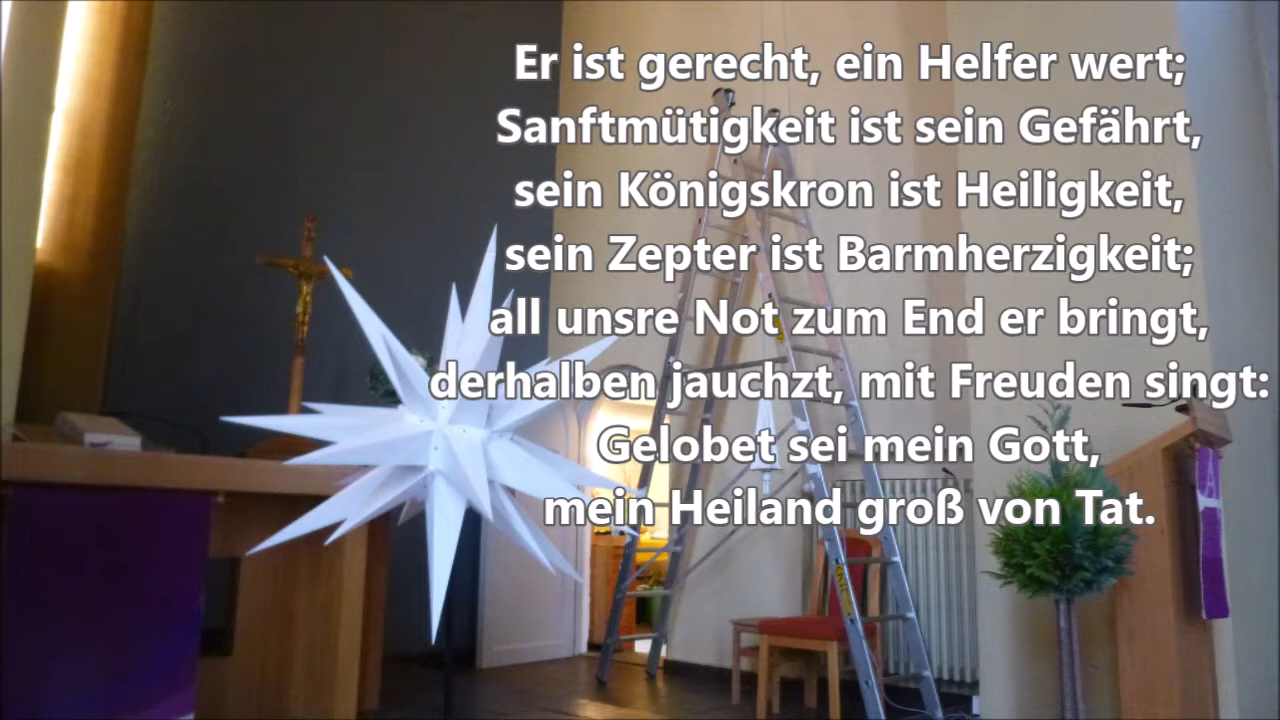 Er ist gerecht, ein Helfer wert;
Sanftmütigkeit ist sein Gefährt,
sein Königskron ist Heiligkeit,
sein Zepter ist Barmherzigkeit;
all unsre Not zum End er bringt,
derhalben jauchzt, mit Freuden singt:
Gelobet sei mein Gott,
mein Heiland groß von Tat.